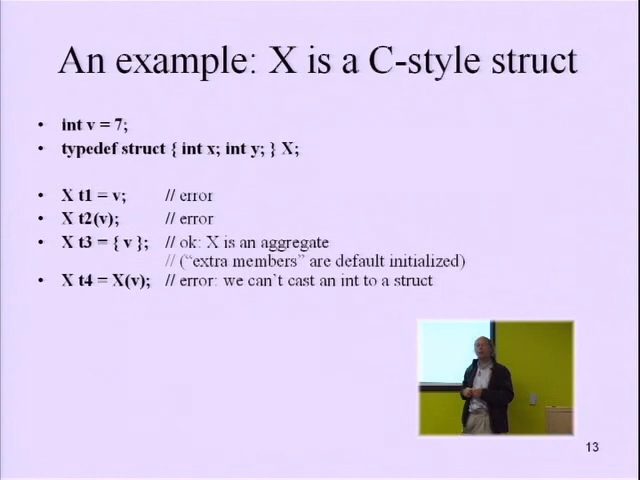 An example: X is a C-style struct
• int v = 7;
• typedef struct { int x; int y; } X;
• X t1 = v; // error
• X t2(v); // error
• X t3 = { v }; // ok: X is an aggregate
// (“extra members” are default initialized)
• X t4 = X(v); // error: we can’t cast an int to a struct
13